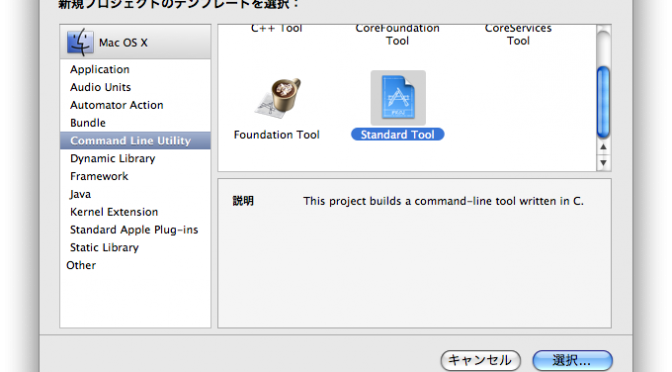 新規プロジェクトのテンプレートを選択：
Mac OS X
Application
Audio Units
Automator Action
Bundle
Command Line Utility
Dynamic Library
Framework
Java
Kernel Extension
Standard Apple Plug-ins
Static Library
Other
C++ Tool
CoreFoundation
Tool
CoreServices
Tool
Foundation Tool
Standard Tool
説明
This project builds a command-line tool written in C.
キャンセル
選択...